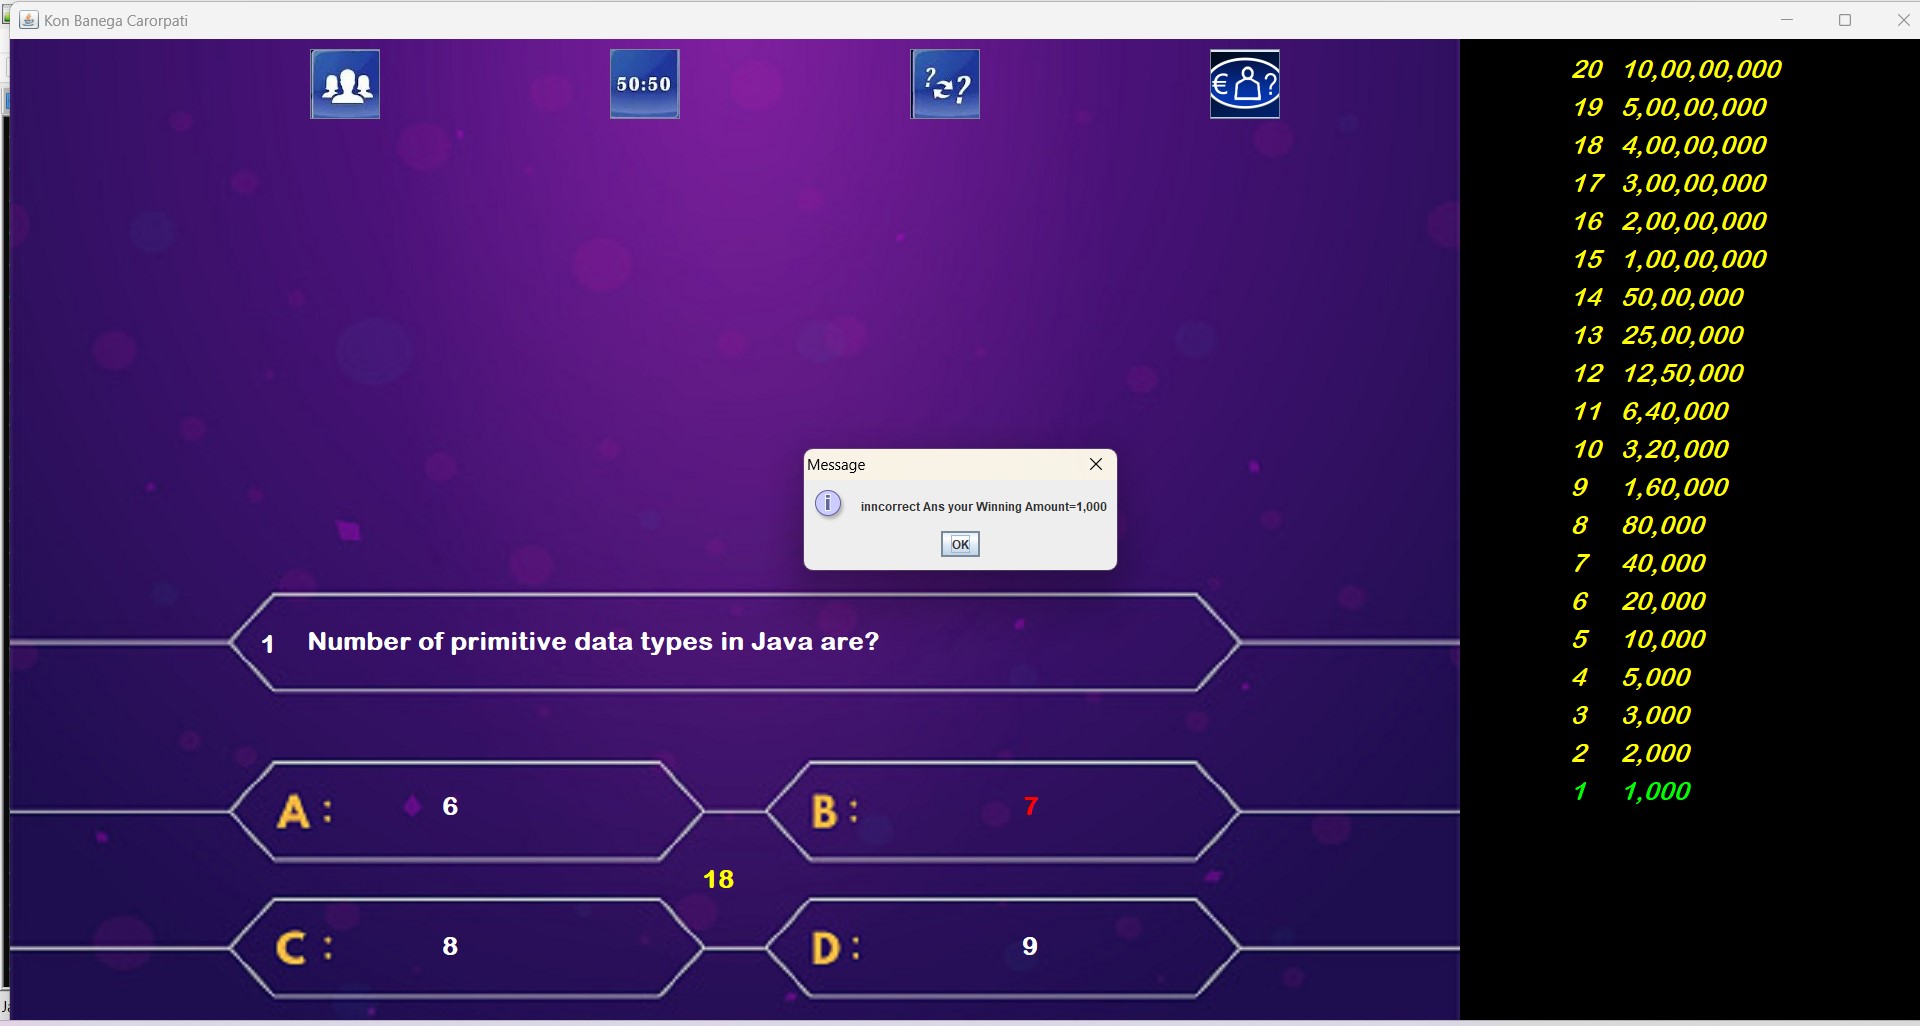 Kon Banega Carorpati
50:50
? ?
€ ?
20 10,00,00,000
19 5,00,00,000
18 4,00,00,000
17 3,00,00,000
16 2,00,00,000
15 1,00,00,000
14 50,00,000
13 25,00,000
12 12,50,000
11 6,40,000
10 3,20,000
9 1,60,000
8 80,000
7 40,000
6 20,000
5 10,000
4 5,000
3 3,000
2 2,000
1 1,000
Message
i inncorrect Ans your Winning Amount=1,000
OK
1 Number of primitive data types in Java are?
A : 6
B : 7
18
C : 8
D : 9